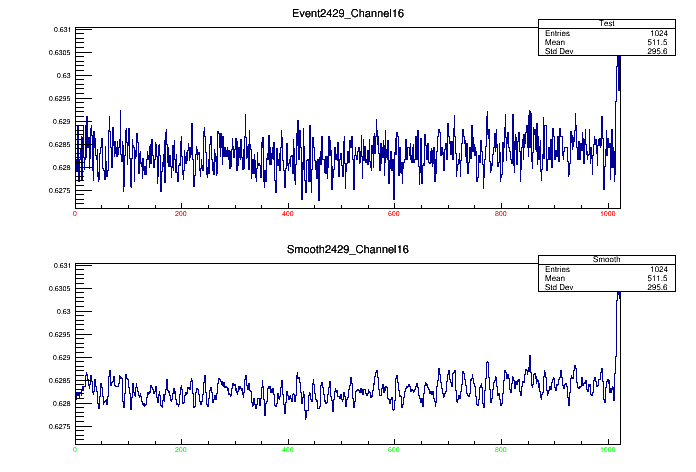 Event2429_Channel16
Test
Entries 1024
Mean 511.5
Std Dev 295.6
0.631
0.6305
0.63
0.6295
0.629
0.6285
0.628
0.6275
0 200 400 600 800 1000
Smooth2429_Channel16
Smooth
Entries 1024
Mean 511.5
Std Dev 295.6
0.631
0.6305
0.63
0.6295
0.629
0.6285
0.628
0.6275
0 200 400 600 800 1000